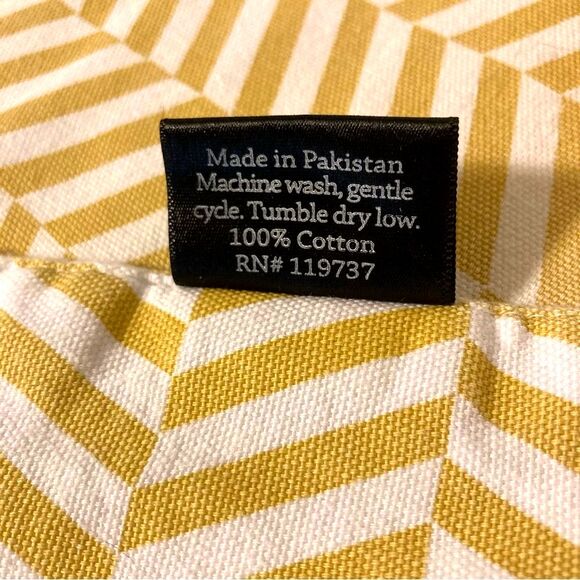 Made in Pakistan
Machine wash, gentle
cycle. Tumble dry low.
100% Cotton
RN# 119737